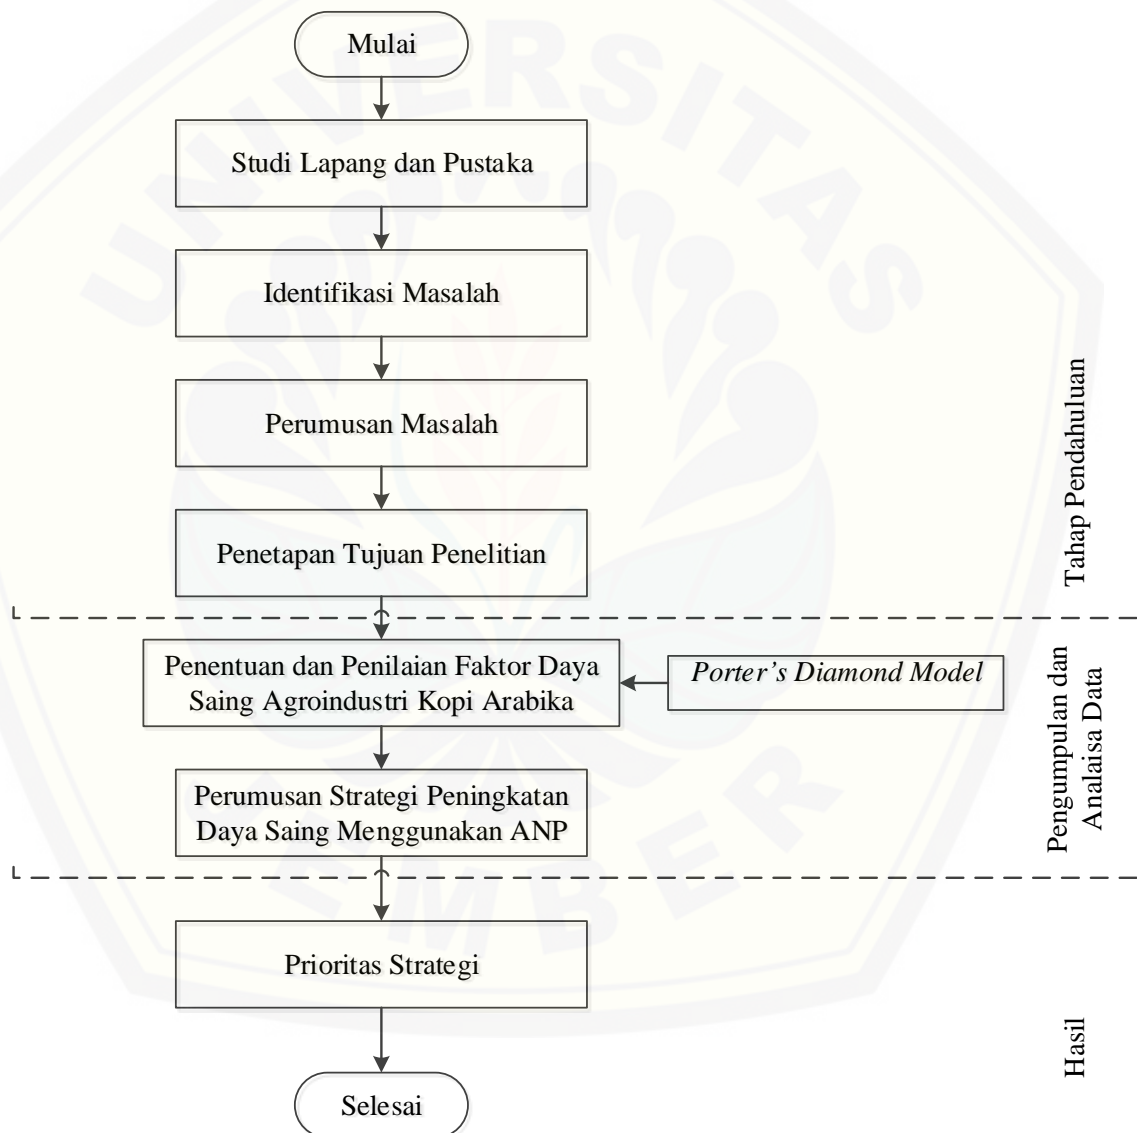 UNIVERSITAS
JEMBER
Mulai
Studi Lapang dan Pustaka
Identifikasi Masalah
Perumusan Masalah
Penetapan Tujuan Penelitian
Tahap Pendahuluan
Penentuan dan Penilaian Faktor Daya
Saing Agroindustri Kopi Arabika
Porter’s Diamond Model
Perumusan Strategi Peningkatan
Daya Saing Menggunakan ANP
Pengumpulan dan
Analaisa Data
Prioritas Strategi
Selesai
Hasil